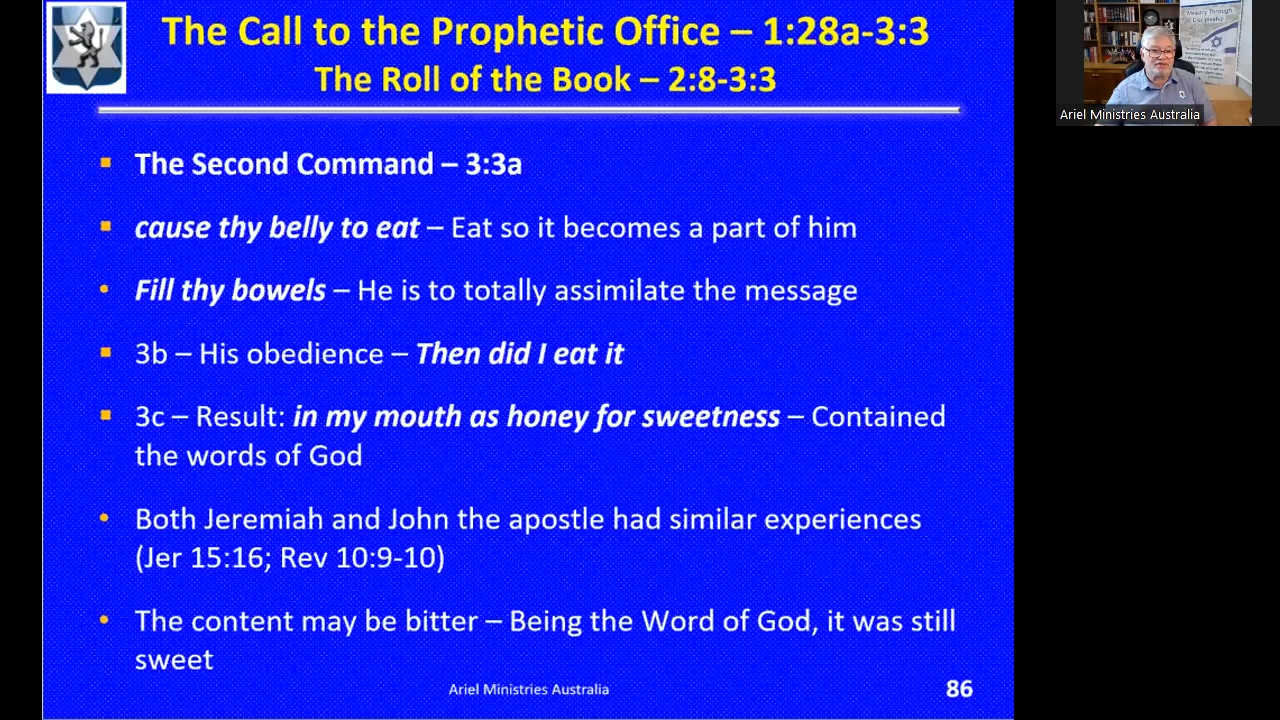 The Call to the Prophetic Office – 1:28a-3:3
The Roll of the Book – 2:8-3:3
The Second Command – 3:3a
cause thy belly to eat – Eat so it becomes a part of him
Fill thy bowels – He is to totally assimilate the message
3b – His obedience – Then did I eat it
3c – Result: in my mouth as honey for sweetness – Contained
the words of God
Both Jeremiah and John the apostle had similar experiences
(Jer 15:16; Rev 10:9-10)
The content may be bitter – Being the Word of God, it was still
sweet
Ariel Ministries Australia
86
Ministry Through
Discipleship
Ariel Ministries Australia